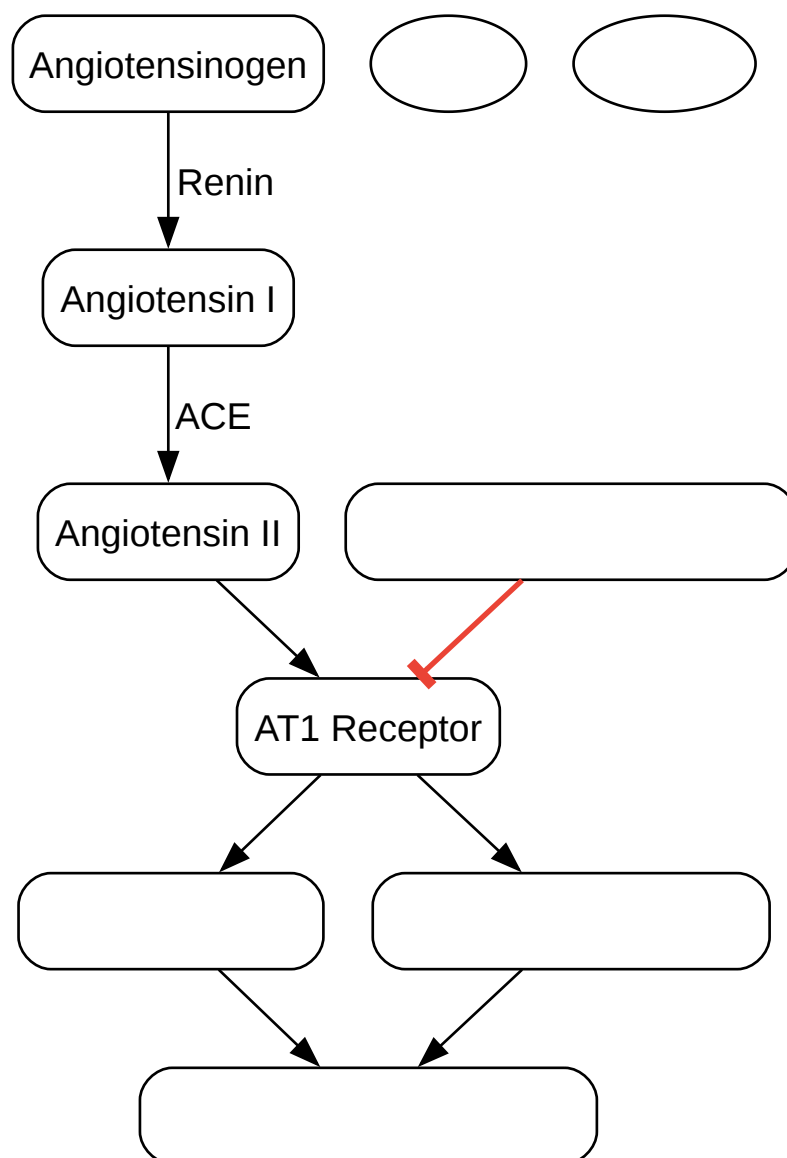 Angiotensinogen
Renin
Angiotensin I
ACE
Angiotensin II
AT1 Receptor